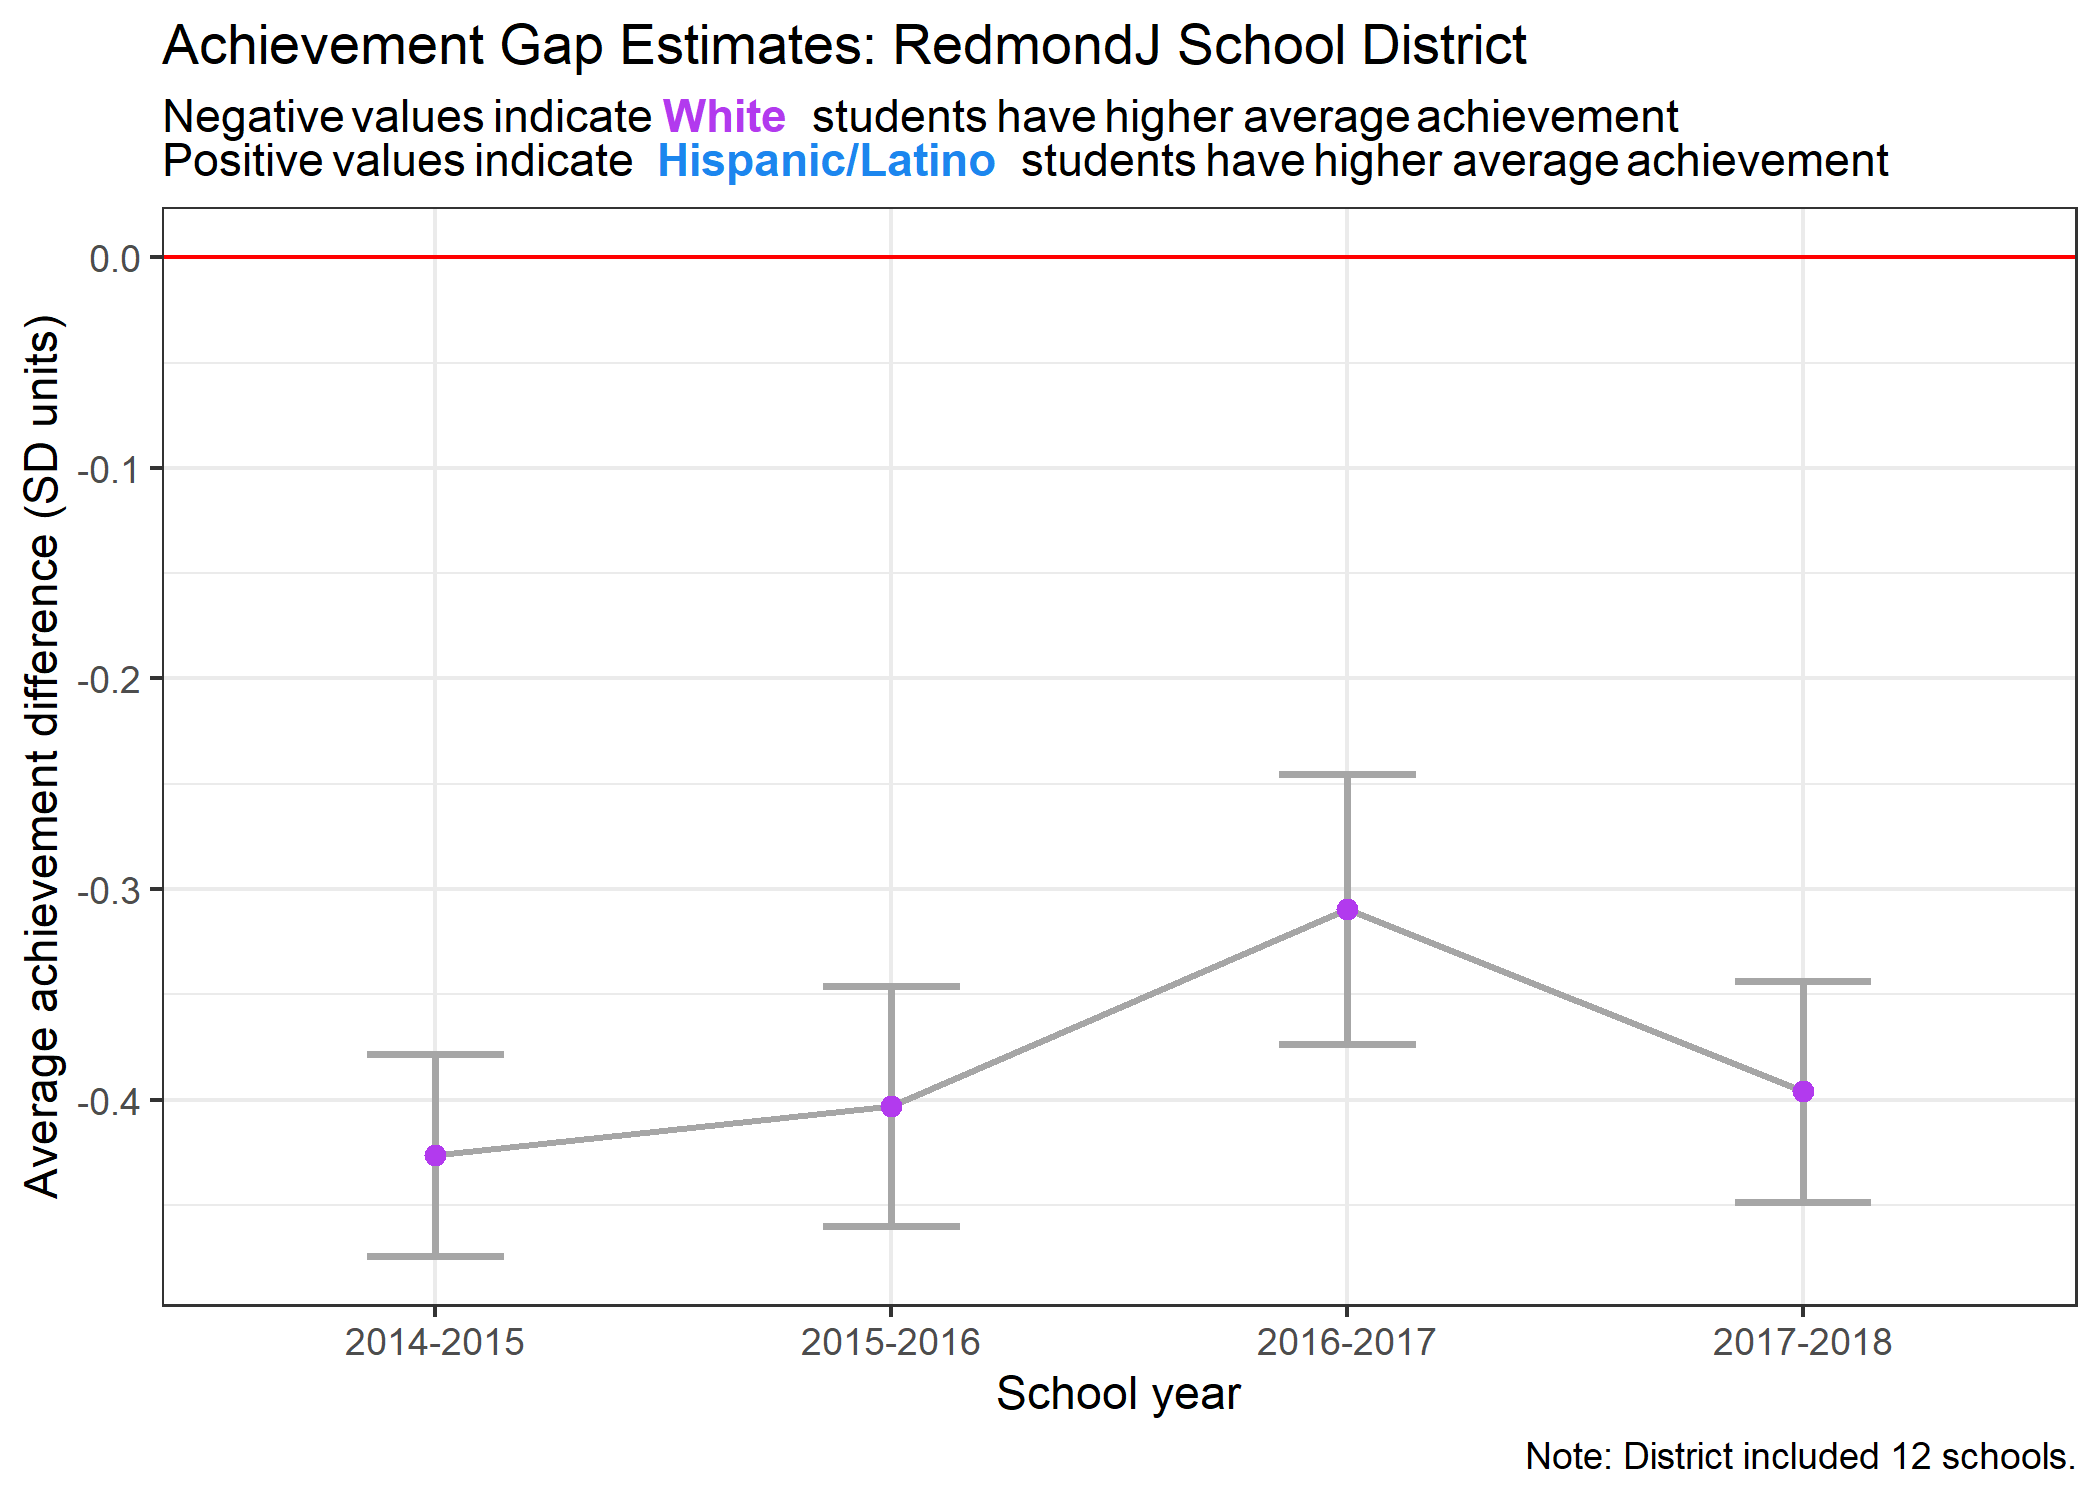 Achievement Gap Estimates: RedmondJ School District
Negative values indicate White students have higher average achievement
Positive values indicate Hispanic/Latino students have higher average achievement
Average achievement difference (SD units)
0.0
-0.1
-0.2
-0.3
-0.4
2014-2015 2015-2016 2016-2017 2017-2018
School year
Note: District included 12 schools.